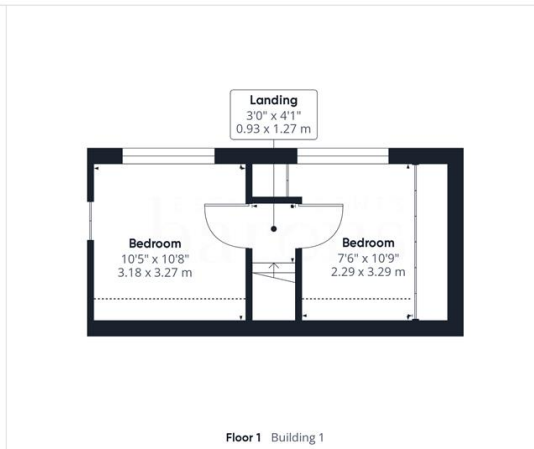 Landing
3'0" x 4'1"
0.93 x 1.27 m
Bedroom
10'5" x 10'8"
3.18 x 3.27 m
Bedroom
7'6" x 10'9"
2.29 x 3.29 m
Floor 1 Building 1